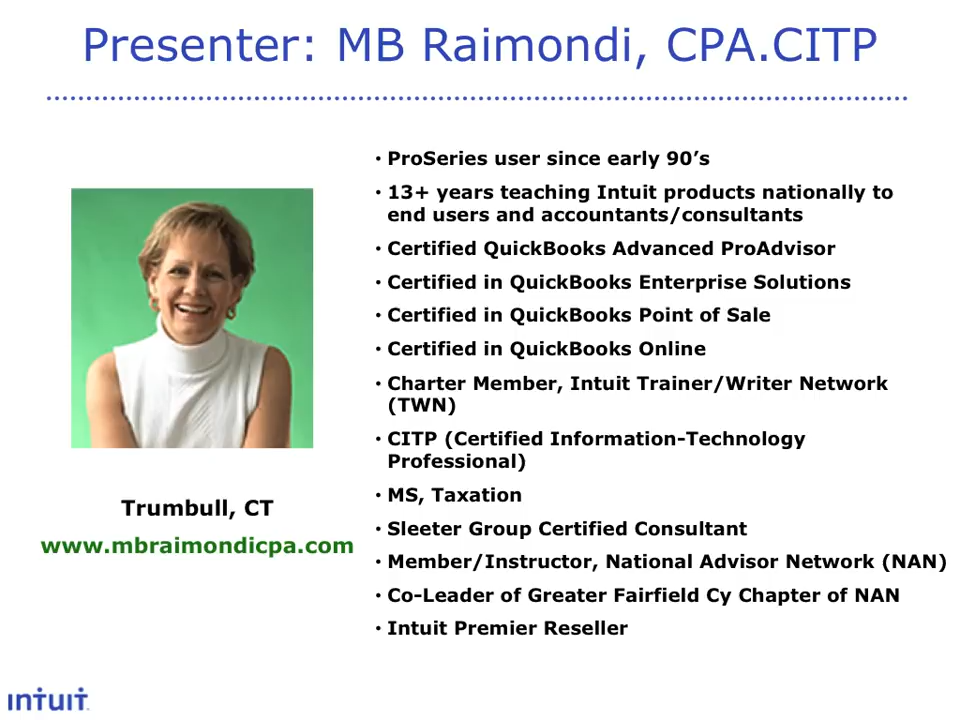 Presenter: MB Raimondi, CPA.CITP
• ProSeries user since early 90’s
• 13+ years teaching Intuit products nationally to
end users and accountants/consultants
• Certified QuickBooks Advanced ProAdvisor
• Certified in QuickBooks Enterprise Solutions
• Certified in QuickBooks Point of Sale
• Certified in QuickBooks Online
• Charter Member, Intuit Trainer/Writer Network
(TWN)
• CITP (Certified Information-Technology
Professional)
• MS, Taxation
• Sleeter Group Certified Consultant
• Member/Instructor, National Advisor Network (NAN)
• Co-Leader of Greater Fairfield Cy Chapter of NAN
• Intuit Premier Reseller
Trumbull, CT
www.mbraimondicpa.com
intuit